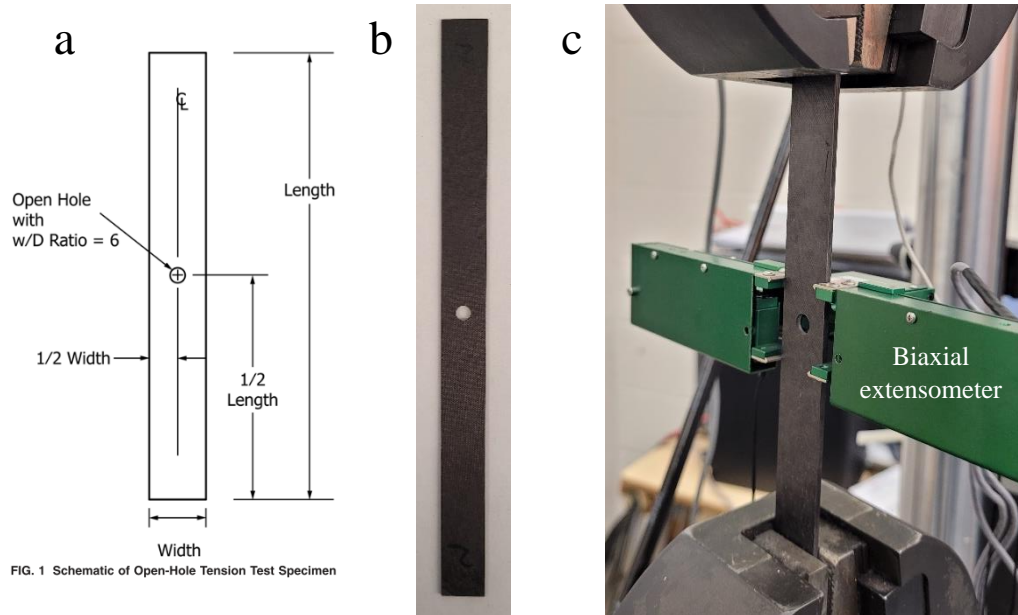 a
b
c
℄
Length
Open Hole
with
w/D Ratio = 6
1/2 Width
1/2
Length
Width
FIG. 1 Schematic of Open-Hole Tension Test Specimen
2
Biaxial
extensometer